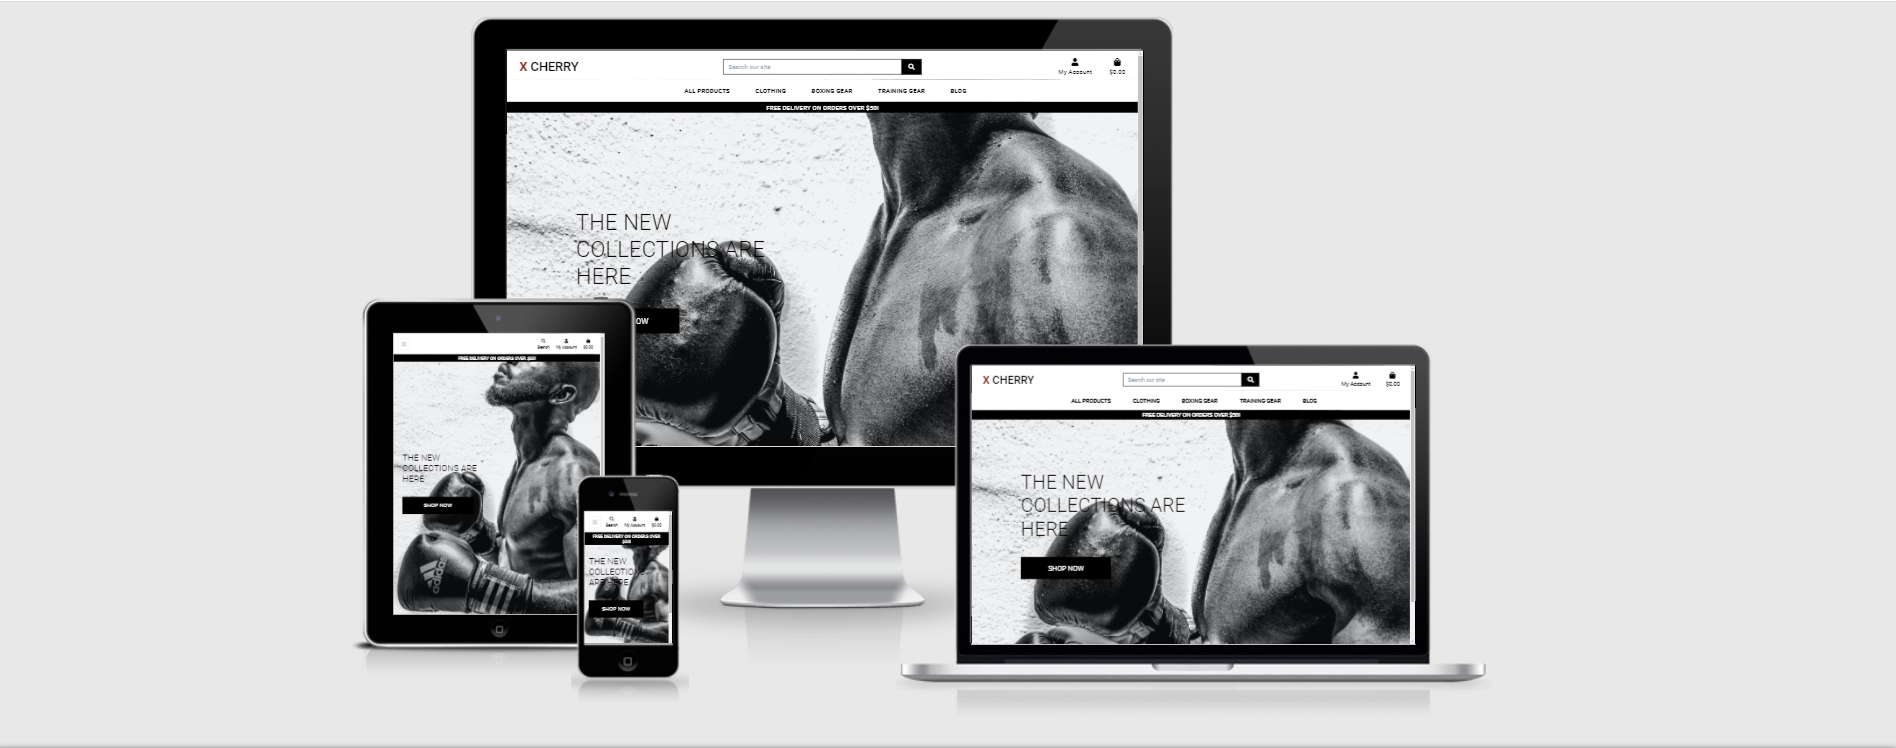 X CHERRY
Search our site
My Account
$0.00
ALL PRODUCTS
CLOTHING
BOXING GEAR
TRAINING GEAR
BLOG
FREE DELIVERY ON ORDERS OVER $50!
THE NEW
COLLECTIONS ARE
HERE
OW
Search
My Account
$0.00
FREE DELIVERY ON ORDERS OVER $50!
THE NEW
COLLECTIONS ARE
HERE
SHOP NOW
adidas
Search
My Account
$0.00
FREE DELIVERY ON ORDERS OVER
$50!
THE NEW
COLLECTIONS
ARE HERE
SHOP NOW
X CHERRY
Search our site
My Account
$0.00
ALL PRODUCTS
CLOTHING
BOXING GEAR
TRAINING GEAR
BLOG
FREE DELIVERY ON ORDERS OVER $50!
THE NEW
COLLECTIONS ARE
HERE
SHOP NOW